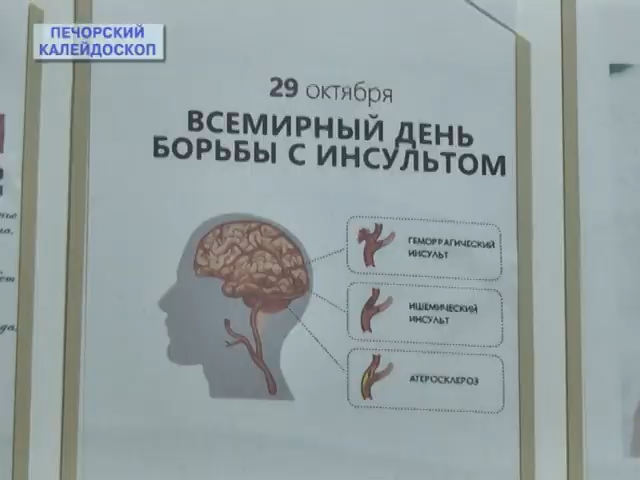 ПЕЧОРСКИЙ
КАЛЕЙДОСКОП
29 октября
ВСЕМИРНЫЙ ДЕНЬ
БОРЬБЫ С ИНСУЛЬТОМ
ГЕМОРРАГИЧЕСКИЙ
ИНСУЛЬТ
ИШЕМИЧЕСКИЙ
ИНСУЛЬТ
АТЕРОСКЛЕРОЗ